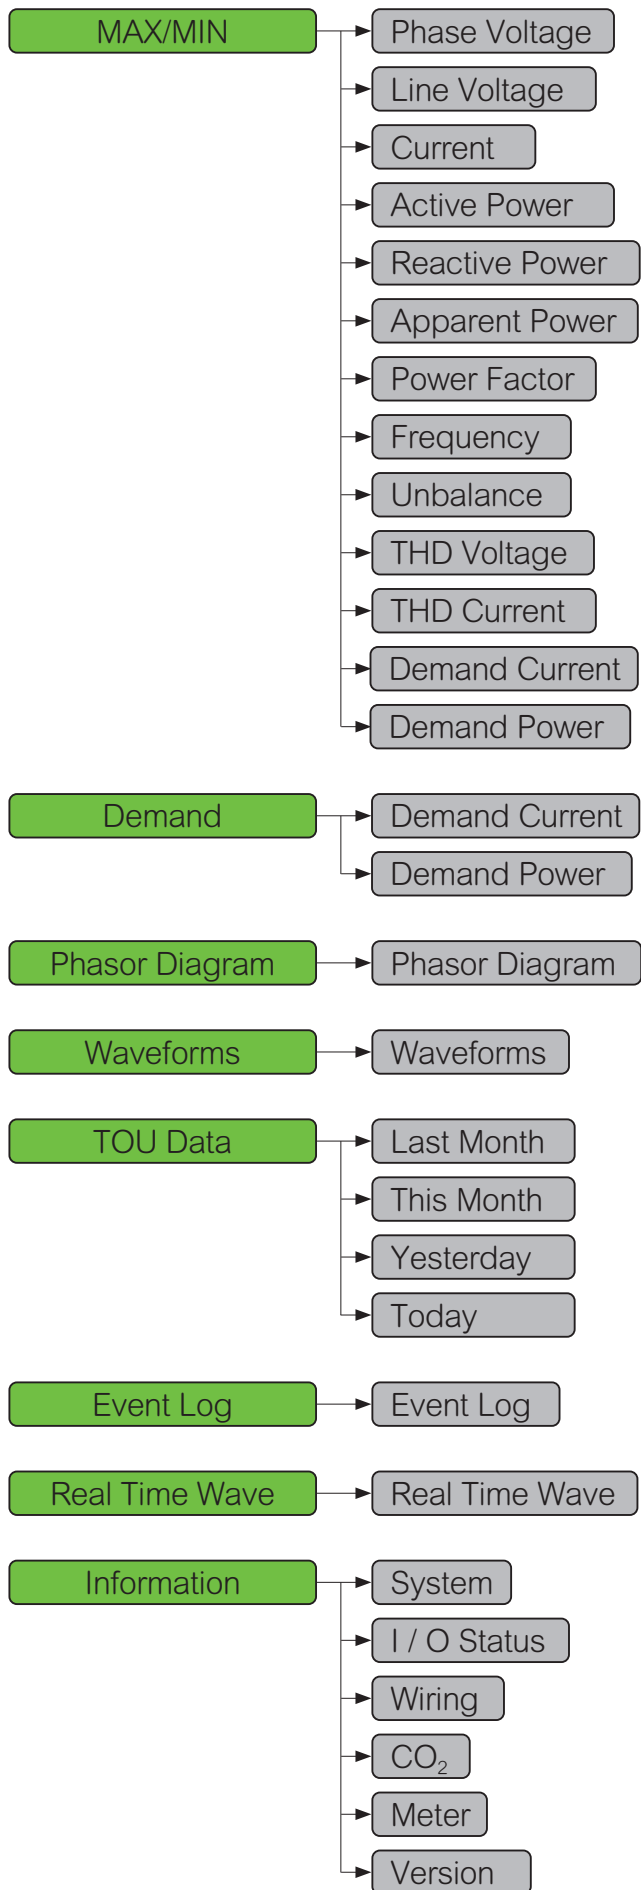 MAX/MIN
Phase Voltage
Line Voltage
Current
Active Power
Reactive Power
Apparent Power
Power Factor
Frequency
Unbalance
THD Voltage
THD Current
Demand Current
Demand Power
Demand
Demand Current
Demand Power
Phasor Diagram
Phasor Diagram
Waveforms
Waveforms
TOU Data
Last Month
This Month
Yesterday
Today
Event Log
Event Log
Real Time Wave
Real Time Wave
Information
System
I / O Status
Wiring
CO₂
Meter
Version